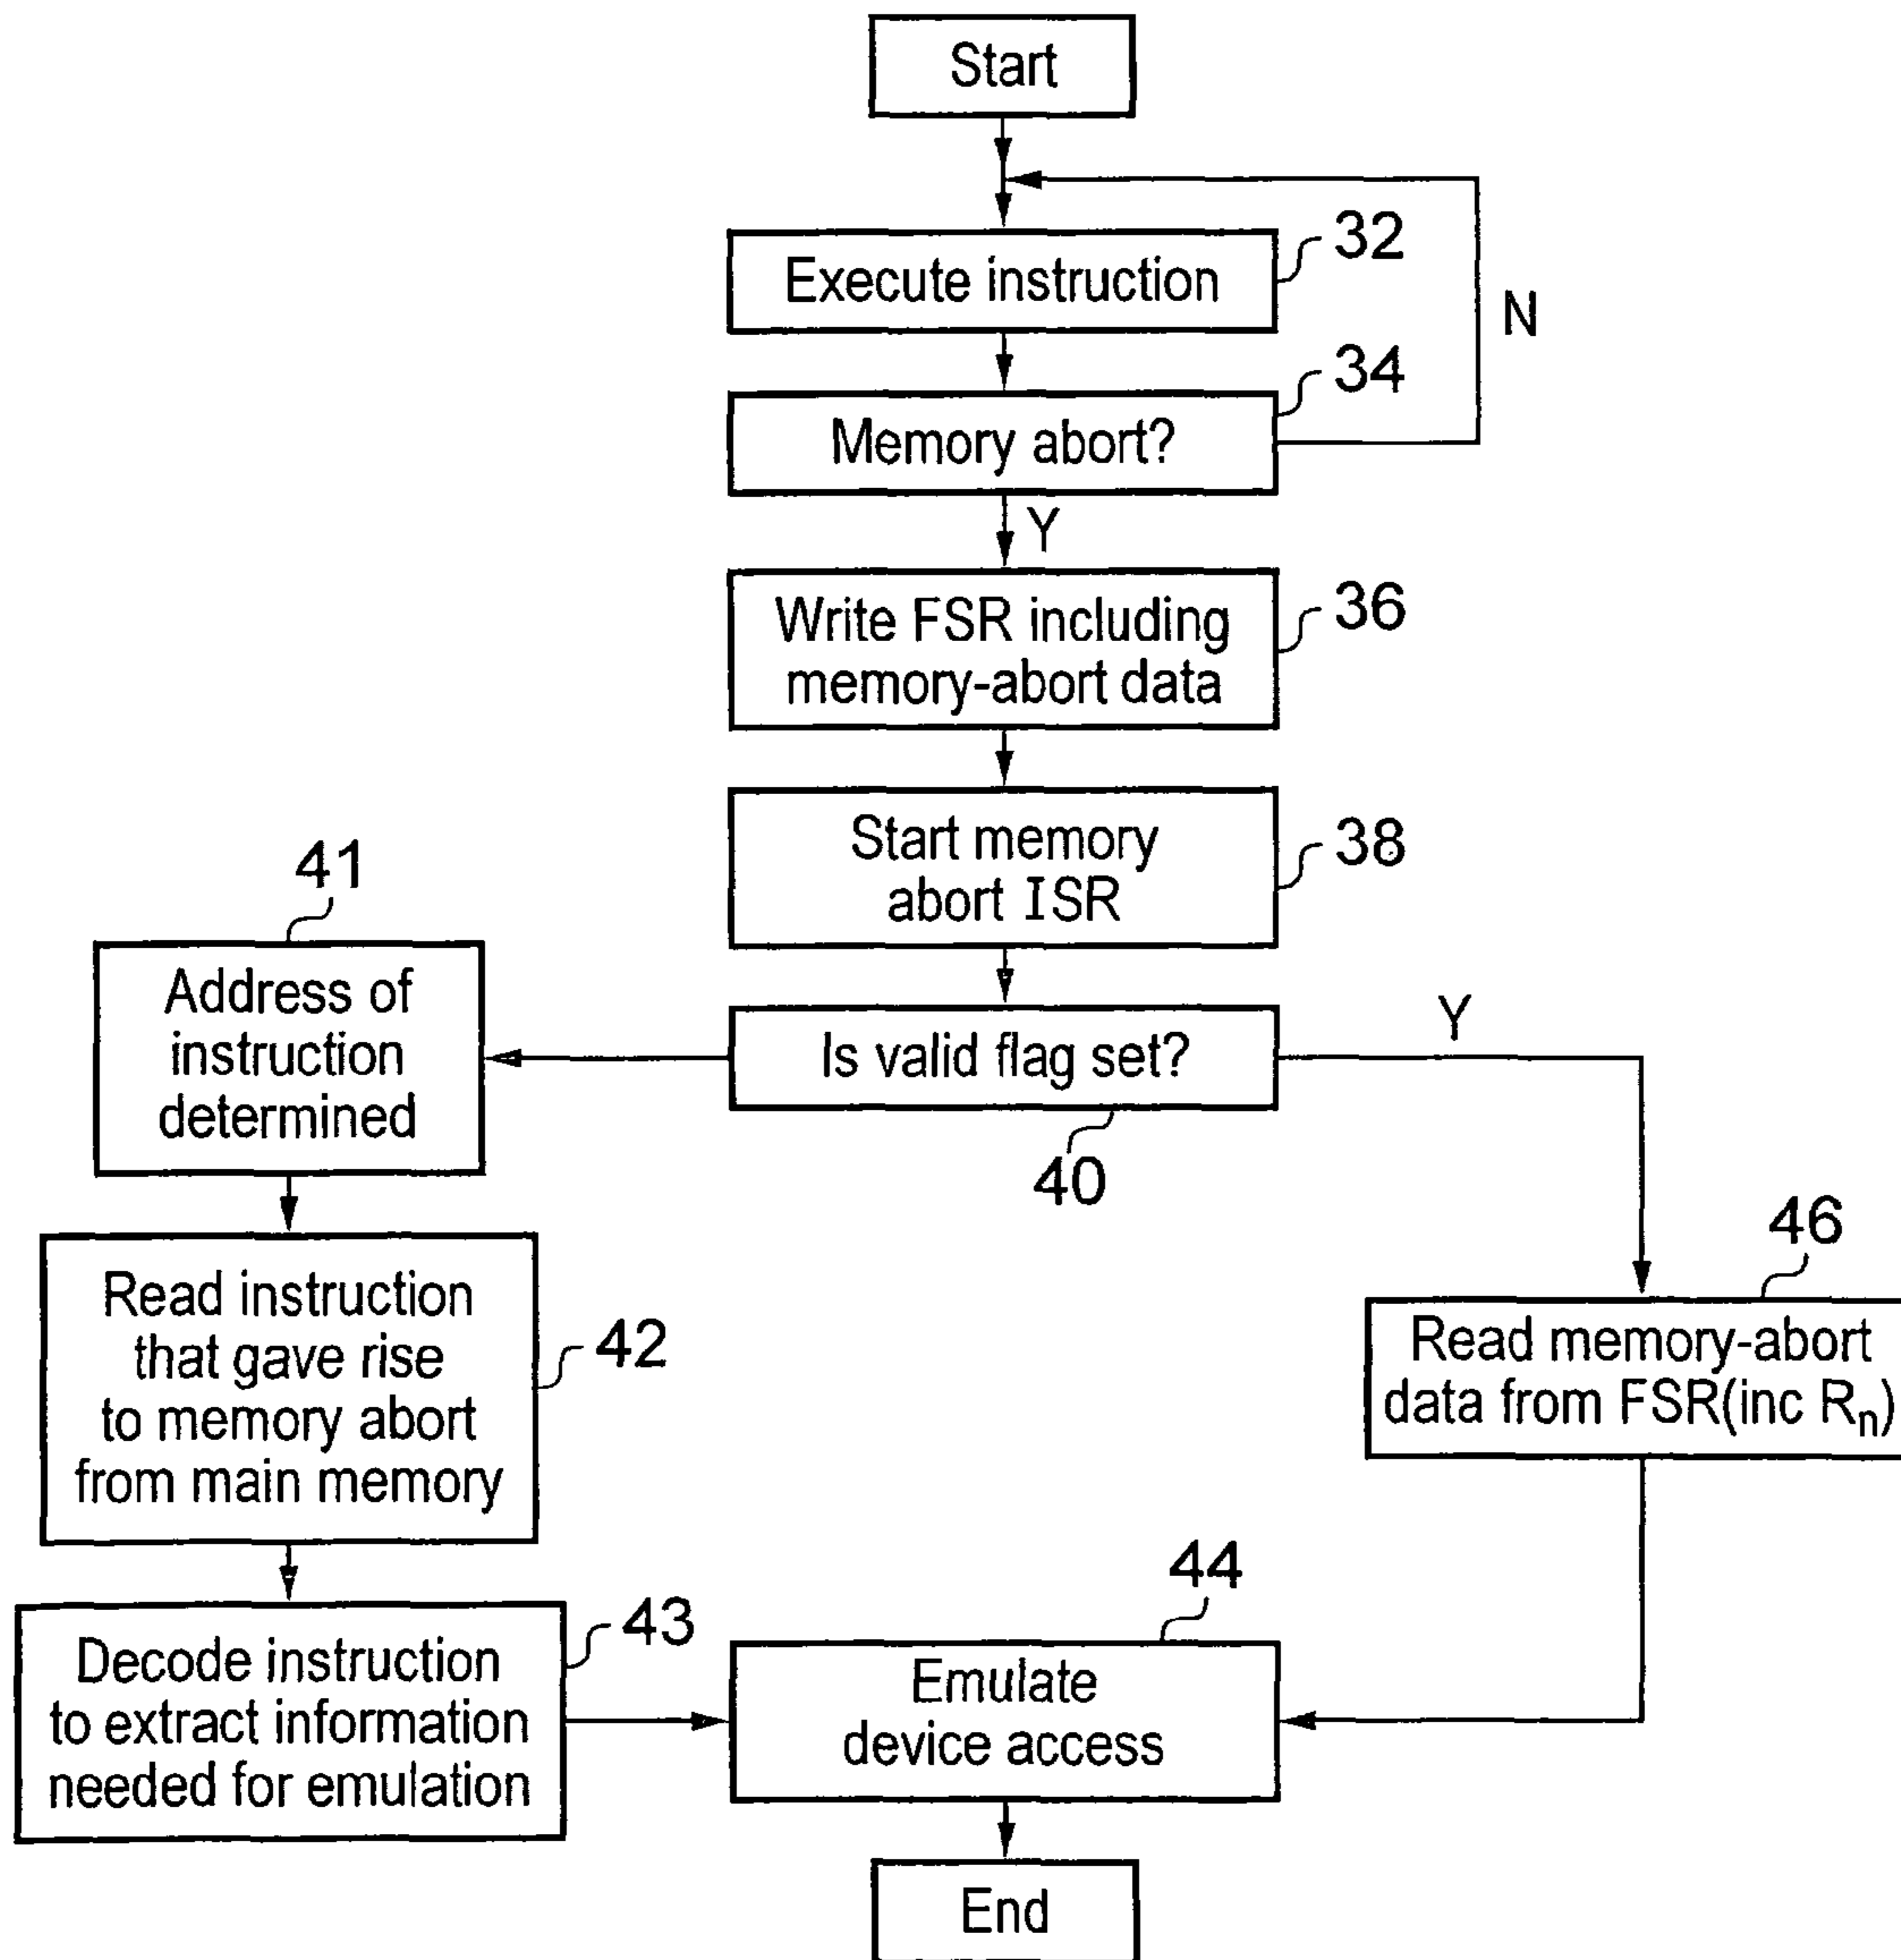 Start
Execute instruction
32
N
Memory abort?
34
Y
Write FSR including
memory-abort data
36
Start memory
abort ISR
38
41
Address of
instruction
determined
Is valid flag set?
Y
40
Read instruction
that gave rise
to memory abort
from main memory
42
46
Read memory-abort
data from FSR(inc Rn)
Decode instruction
to extract information
needed for emulation
43
44
Emulate
device access
End